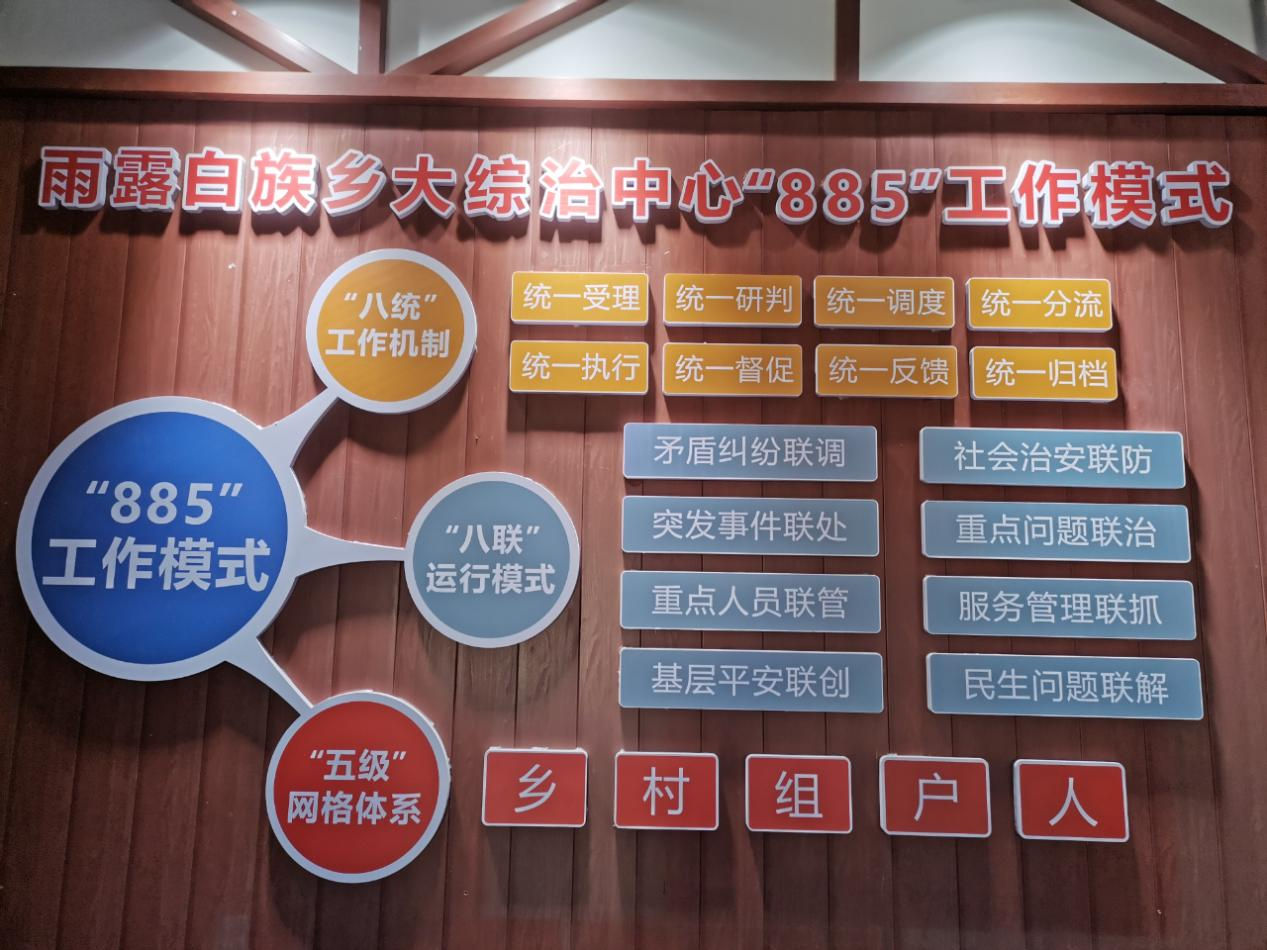 雨露白族乡大综治中心“885”工作模式
“885”
工作模式
“八统”
工作机制
统一受理
统一研判
统一调度
统一分流
统一执行
统一督促
统一反馈
统一归档
“八联”
运行模式
矛盾纠纷联调
社会治安联防
突发事件联处
重点问题联治
重点人员联管
服务管理联抓
基层平安联创
民生问题联解
“五级”
网格体系
乡
村
组
户
人